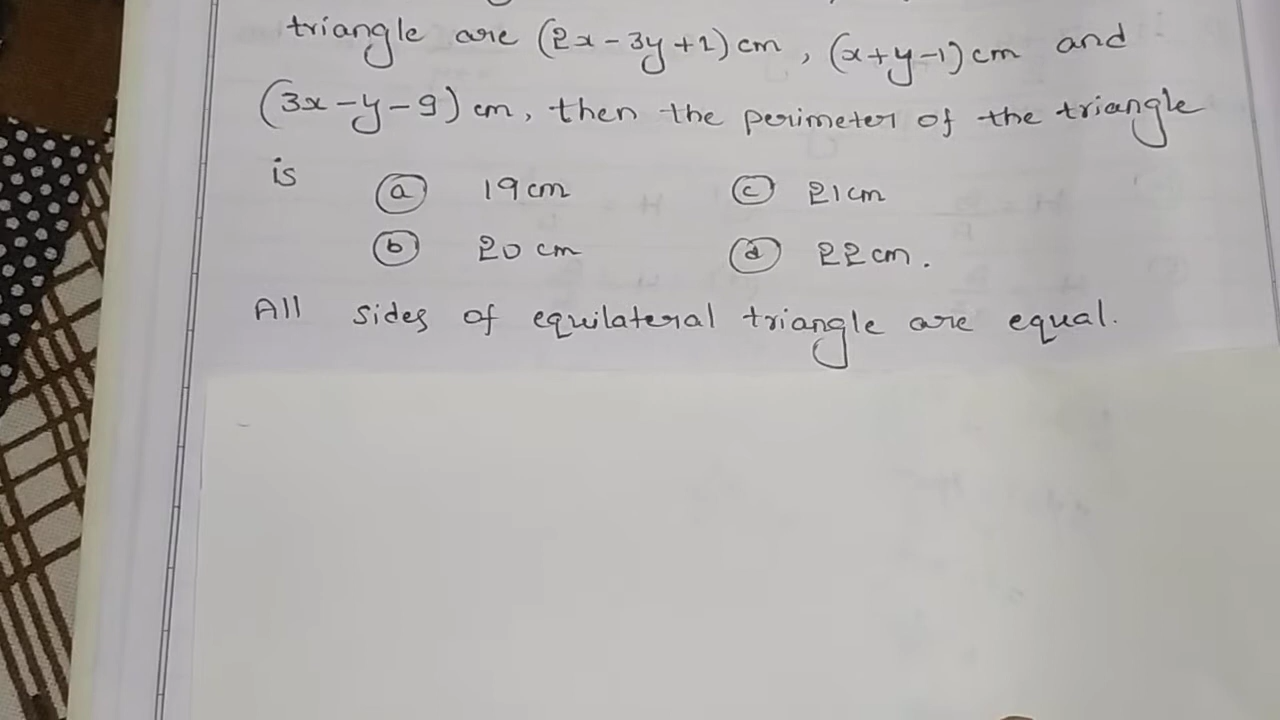 triangle are (2x-3y+1) cm, (x+y-1) cm and
(3x-y-9) cm, then the perimeter of the triangle
is a 19 cm c 21 cm
b 20 cm d 22 cm.
All sides of equilateral triangle are equal.